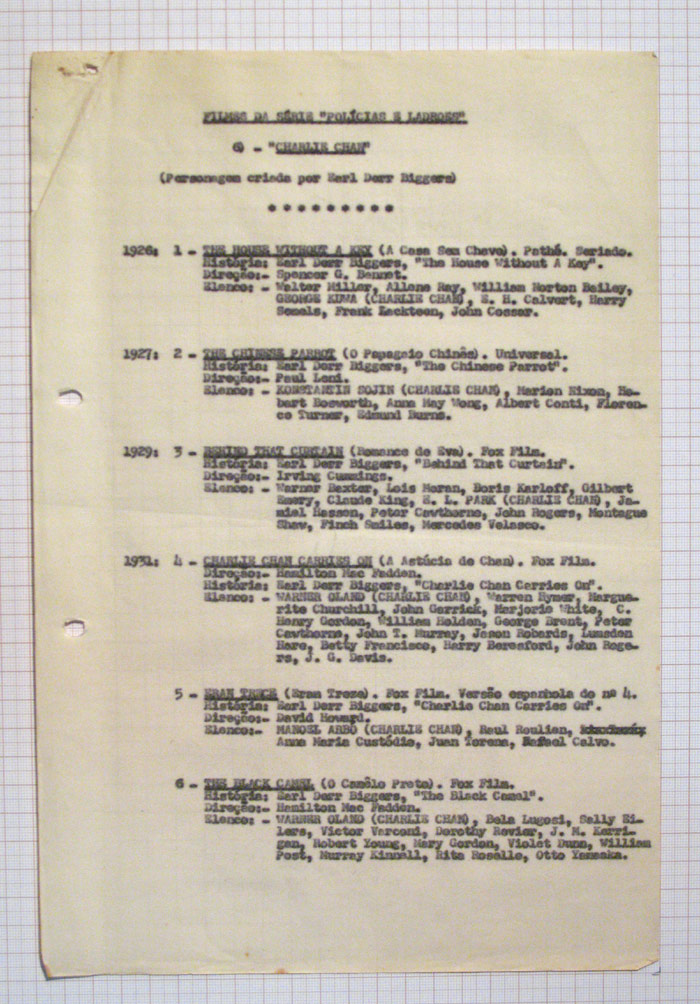 FILMES DA SÉRIE "POLÍCIAS E LADROES"
6) - "CHARLIE CHAN"
(Personagem criada por Earl Derr Biggers)
* * * * * * * * *
1926: 1 - THE HOUSE WITHOUT A KEY (A Casa Sem Chave). Pathé. Seriado.
História: Earl Derr Biggers, "The House Without A Key".
Direção:- Spencer G. Bennet.
Elenco: - Walter Miller, Allene Ray, William Norton Bailey,
GEORGE KUWA (CHARLIE CHAN), E. H. Calvert, Harry
Semels, Frank Lackteen, John Cossar.
1927: 2 - THE CHINESE PARROT (O Papagaio Chinês). Universal.
História: Earl Derr Biggers, "The Chinese Parrot".
Direção:- Paul Leni.
Elenco: - KONSTANTIN SOJIN (CHARLIE CHAN), Marion Nixon, Ho-
bart Bosworth, Anna May Wong, Albert Conti, Floren-
ce Turner, Edmund Burns.
1929: 3 - BEHIND THAT CURTAIN (Romance de Eva). Fox Film.
História: Earl Derr Biggers, "Behind That Curtain".
Direção:- Irving Cummings.
Elenco: - Warner Baxter, Lois Moran, Boris Karloff, Gilbert
Emery, Claude King, E. L. PARK (CHARLIE CHAN), Ja-
miel Hassen, Peter Cawthorne, John Rogers, Montague
Shaw, Finch Smiles, Mercedes Velasco.
1931: 4 - CHARLIE CHAN CARRIES ON (A Astúcia de Chan). Fox Film.
Direção:- Hamilton Mac Fadden.
História: Earl Derr Biggers, "Charlie Chan Carries On".
Elenco: - WARNER OLAND (CHARLIE CHAN), Warren Hymer, Margue-
rite Churchill, John Garrick, Marjorie White, C.
Henry Gordon, William Holden, George Brent, Peter
Cawthorne, John T. Murray, Jason Robards, Lumsden
Hare, Betty Francisco, Harry Beresford, John Roge-
rs, J. G. Davis.
5 - ERAN TRECE (Eram Treze). Fox Film. Versão espanhola do nº 4.
História: Earl Derr Biggers, "Charlie Chan Carries On".
Direção:- David Howard.
Elenco:- MANOEL ARBÓ (CHARLIE CHAN), Raul Roulien,
Anna Maria Custódio, Juan Torena, Rafael Calvo.
6 - THE BLACK CAMEL (O Camêlo Preto). Fox Film.
História: Earl Derr Biggers, "The Black Camel".
Direção:- Hamilton Mac Fadden.
Elenco: - WARNER OLAND (CHARLIE CHAN), Bela Lugosi, Sally Ei-
lers, Victor Varconi, Dorothy Revier, J. M. Kerri-
gan, Robert Young, Mary Gordon, Violet Dunn, William
Post, Murray Kinnell, Rita Rozelle, Otto Yamaoka.